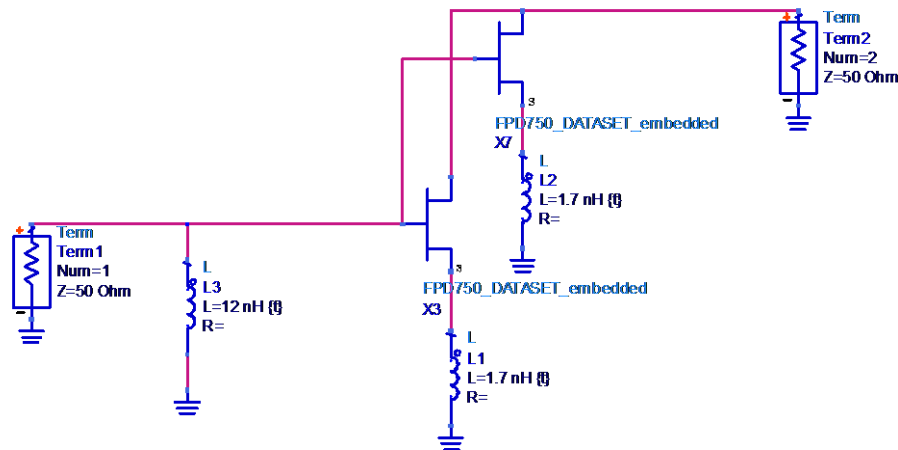 +
Term
Term2
Num=2
Z=50 Ohm
-
3
FPD750_DATASET_embedded
X7
L
L2
L=1.7 nH {t}
R=
+
Term
Term1
Num=1
Z=50 Ohm
-
L
L3
L=12 nH {t}
R=
3
FPD750_DATASET_embedded
X3
L
L1
L=1.7 nH {t}
R=